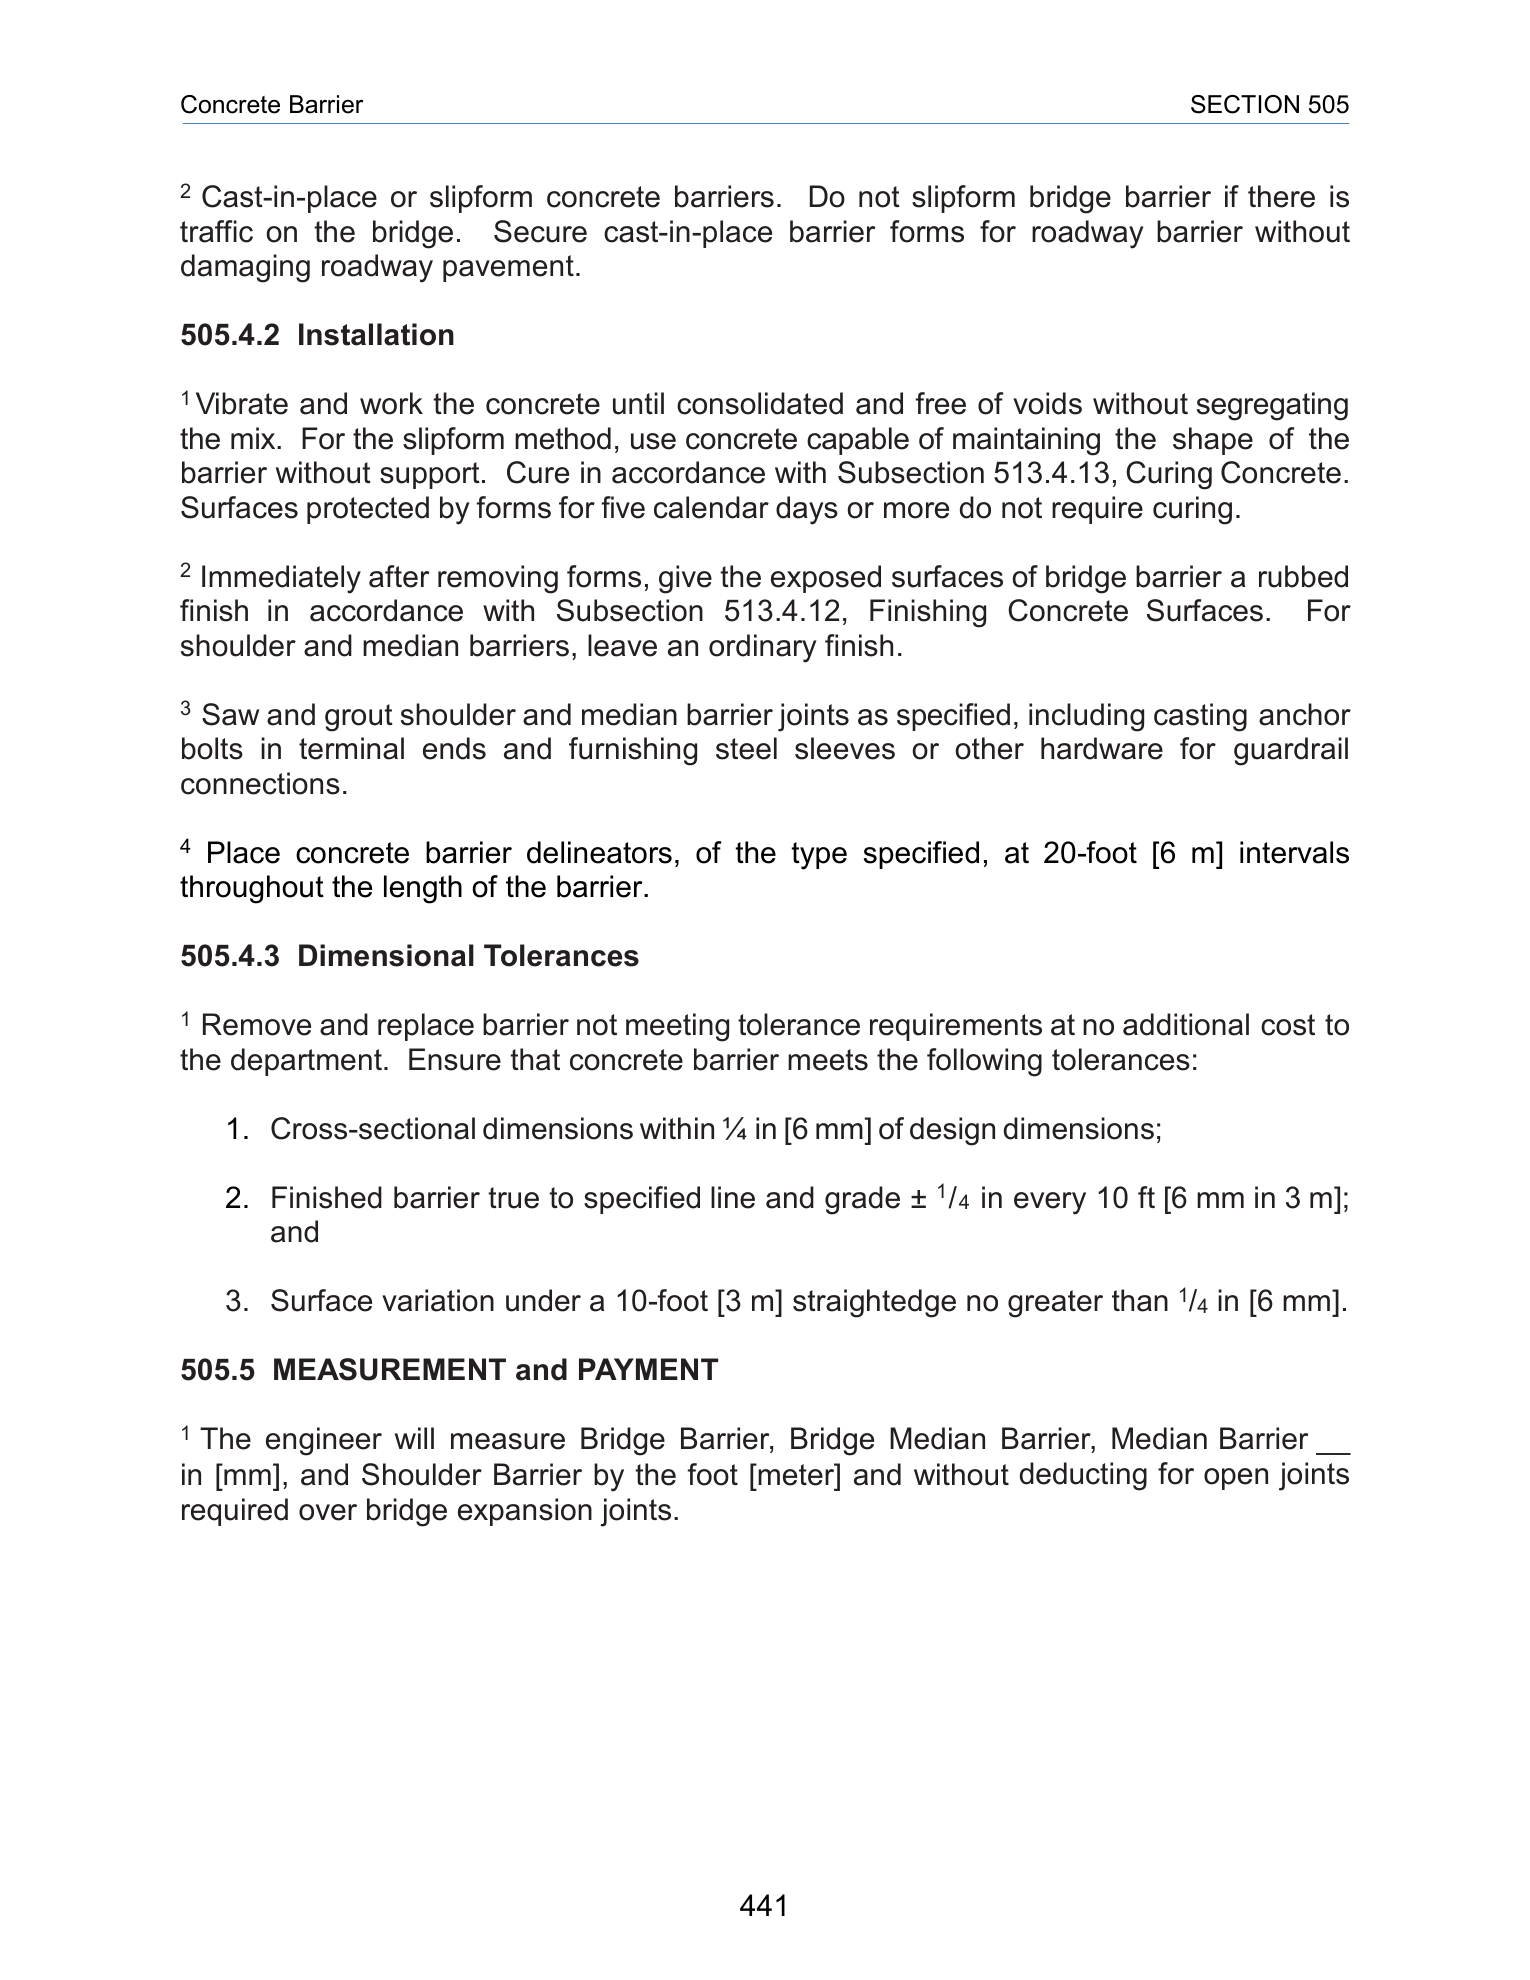 Concrete Barrier SECTION 505
² Cast-in-place or slipform concrete barriers. Do not slipform bridge barrier if there is
traffic on the bridge. Secure cast-in-place barrier forms for roadway barrier without
damaging roadway pavement.
505.4.2 Installation
¹ Vibrate and work the concrete until consolidated and free of voids without segregating
the mix. For the slipform method, use concrete capable of maintaining the shape of the
barrier without support. Cure in accordance with Subsection 513.4.13, Curing Concrete.
Surfaces protected by forms for five calendar days or more do not require curing.
² Immediately after removing forms, give the exposed surfaces of bridge barrier a rubbed
finish in accordance with Subsection 513.4.12, Finishing Concrete Surfaces. For
shoulder and median barriers, leave an ordinary finish.
³ Saw and grout shoulder and median barrier joints as specified, including casting anchor
bolts in terminal ends and furnishing steel sleeves or other hardware for guardrail
connections.
⁴ Place concrete barrier delineators, of the type specified, at 20-foot [6 m] intervals
throughout the length of the barrier.
505.4.3 Dimensional Tolerances
¹ Remove and replace barrier not meeting tolerance requirements at no additional cost to
the department. Ensure that concrete barrier meets the following tolerances:
1. Cross-sectional dimensions within ¼ in [6 mm] of design dimensions;
2. Finished barrier true to specified line and grade ± ¹/₄ in every 10 ft [6 mm in 3 m];
and
3. Surface variation under a 10-foot [3 m] straightedge no greater than ¹/₄ in [6 mm].
505.5 MEASUREMENT and PAYMENT
¹ The engineer will measure Bridge Barrier, Bridge Median Barrier, Median Barrier __
in [mm], and Shoulder Barrier by the foot [meter] and without deducting for open joints
required over bridge expansion joints.
441